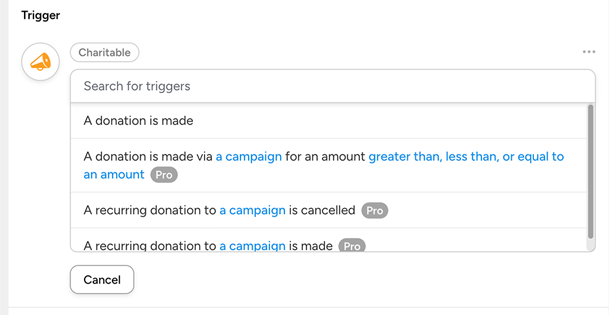 Trigger
Charitable
Search for triggers
A donation is made
A donation is made via a campaign for an amount greater than, less than, or equal to
an amount Pro
A recurring donation to a campaign is cancelled Pro
A recurring donation to a campaign is made Pro
Cancel